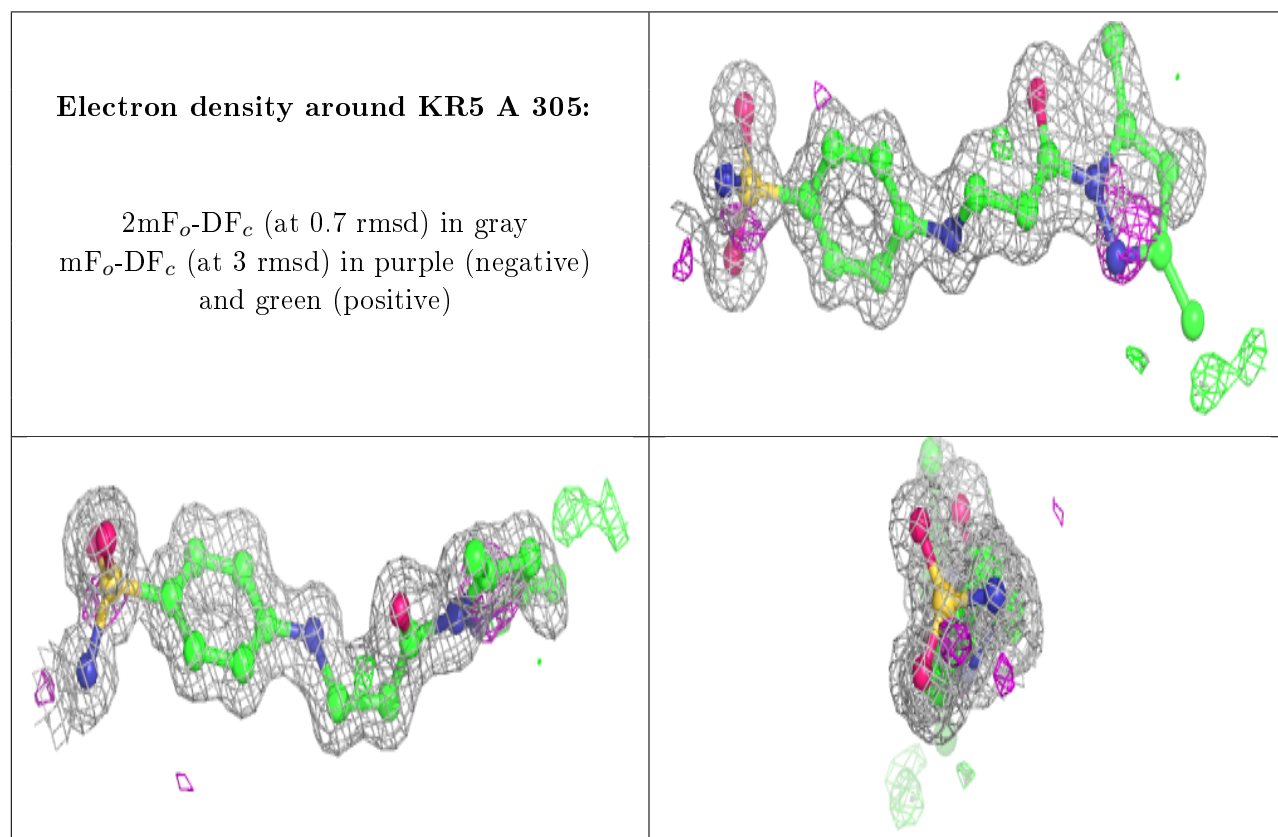 Electron density around KR5 A 305:
2mFo-DFc (at 0.7 rmsd) in gray
mFo-DFc (at 3 rmsd) in purple (negative)
and green (positive)